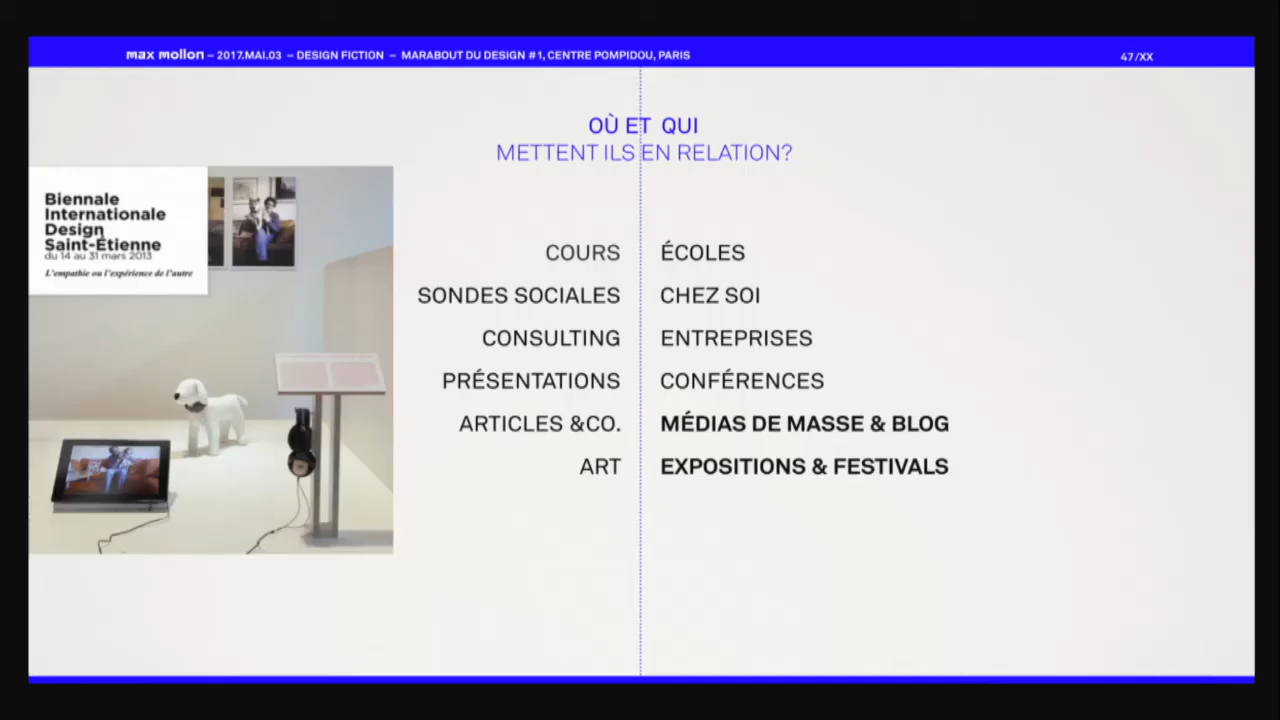 max mollon – 2017.MAI.03 – DESIGN FICTION – MARABOUT DU DESIGN #1, CENTRE POMPIDOU, PARIS
47/XX
OÙ ET QUI
METTENT ILS EN RELATION?
Biennale
Internationale
Design
Saint-Étienne
du 14 au 31 mars 2013
L'empathie ou l'expérience de l'autre
COURS ÉCOLES
SONDES SOCIALES CHEZ SOI
CONSULTING ENTREPRISES
PRÉSENTATIONS CONFÉRENCES
ARTICLES &CO. MÉDIAS DE MASSE & BLOG
ART EXPOSITIONS & FESTIVALS